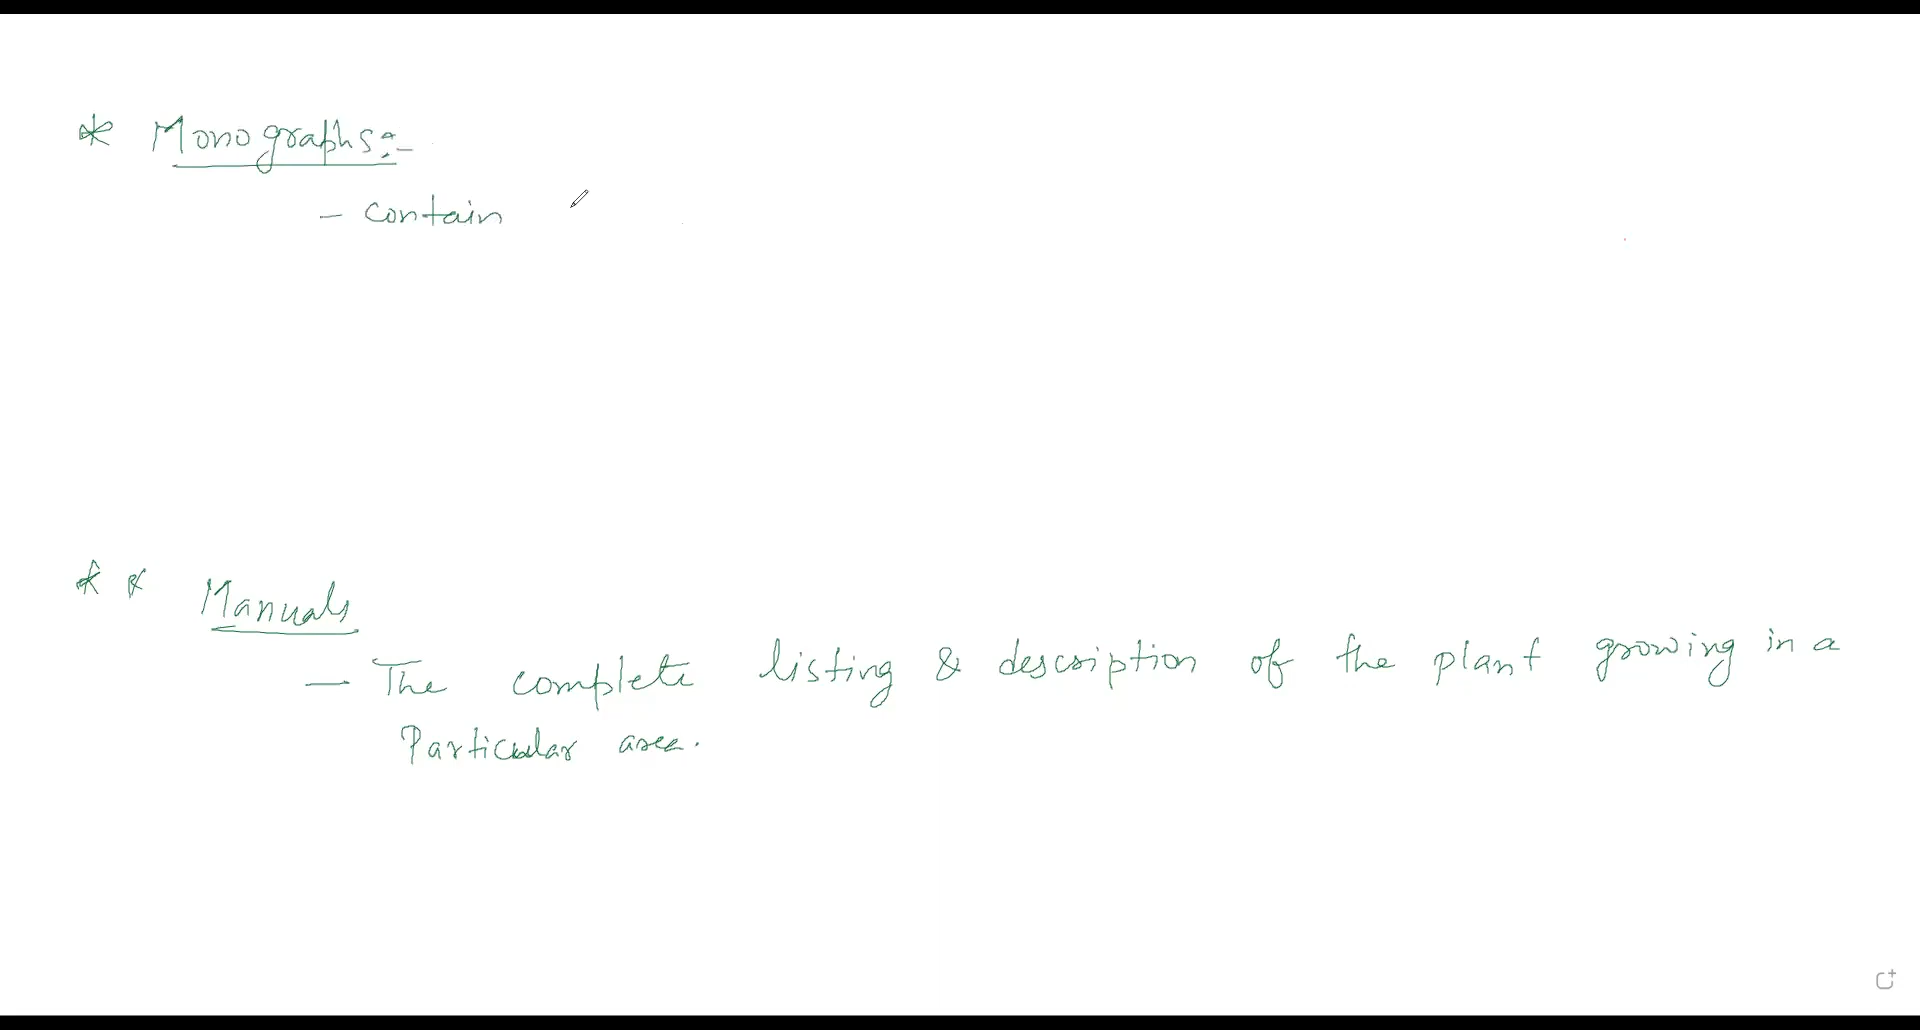 * Monographs:-
- contain
* * Manuals
- The complete listing & description of the plant growing in a
Particular area.